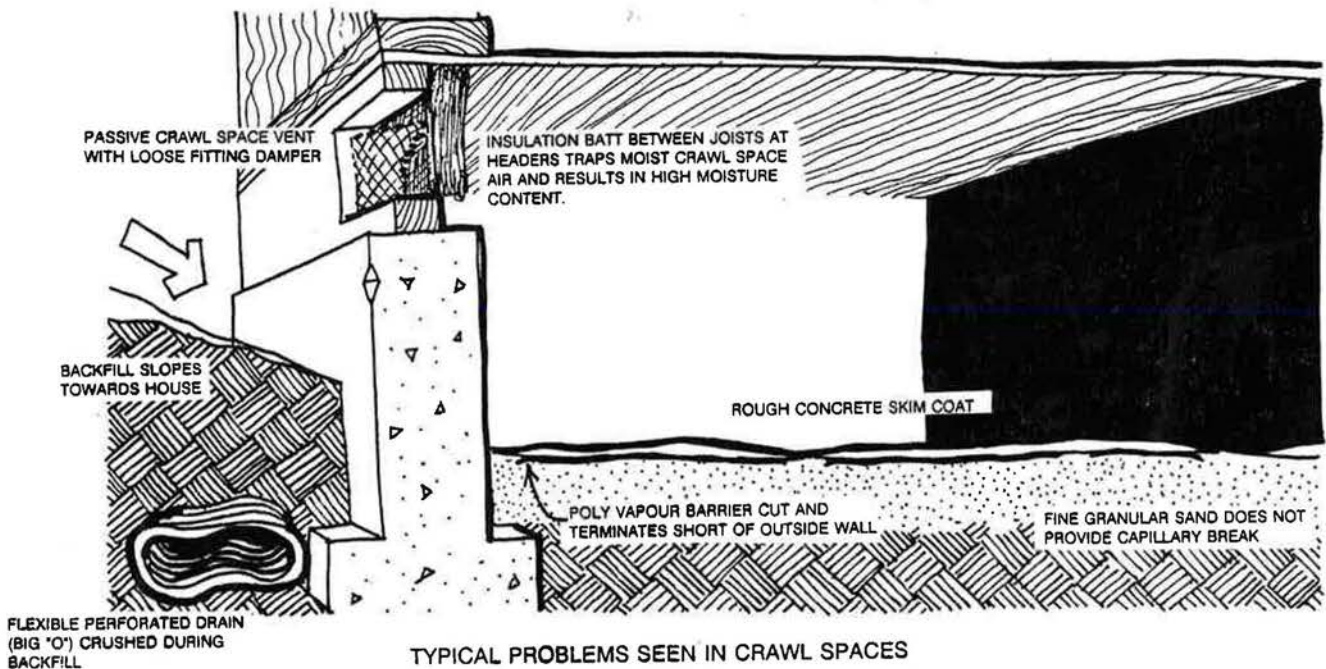 PASSIVE CRAWL SPACE VENT
WITH LOOSE FITTING DAMPER
INSULATION BATT BETWEEN JOISTS AT
HEADERS TRAPS MOIST CRAWL SPACE
AIR AND RESULTS IN HIGH MOISTURE
CONTENT.
BACKFILL SLOPES
TOWARDS HOUSE
ROUGH CONCRETE SKIM COAT
POLY VAPOUR BARRIER CUT AND
TERMINATES SHORT OF OUTSIDE WALL
FINE GRANULAR SAND DOES NOT
PROVIDE CAPILLARY BREAK
FLEXIBLE PERFORATED DRAIN
(BIG "O") CRUSHED DURING
BACKFILL
TYPICAL PROBLEMS SEEN IN CRAWL SPACES